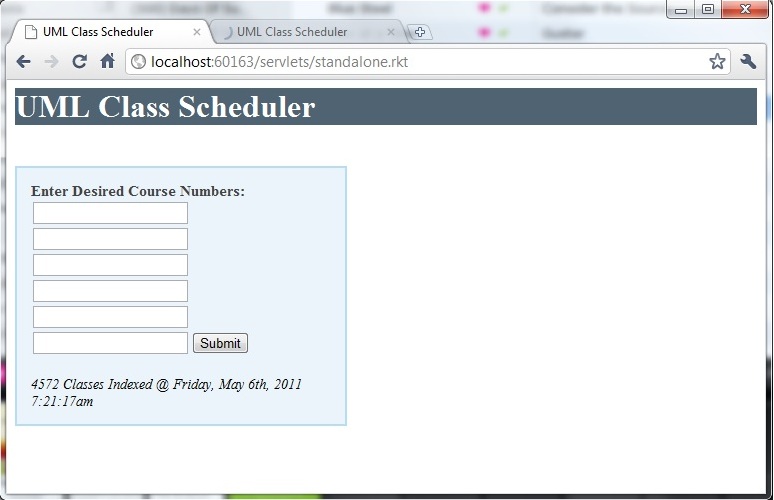 UML Class Scheduler
UML Class Scheduler
localhost:60163/servlets/standalone.rkt
UML Class Scheduler
Enter Desired Course Numbers:
Submit
4572 Classes Indexed @ Friday, May 6th, 2011
7:21:17am